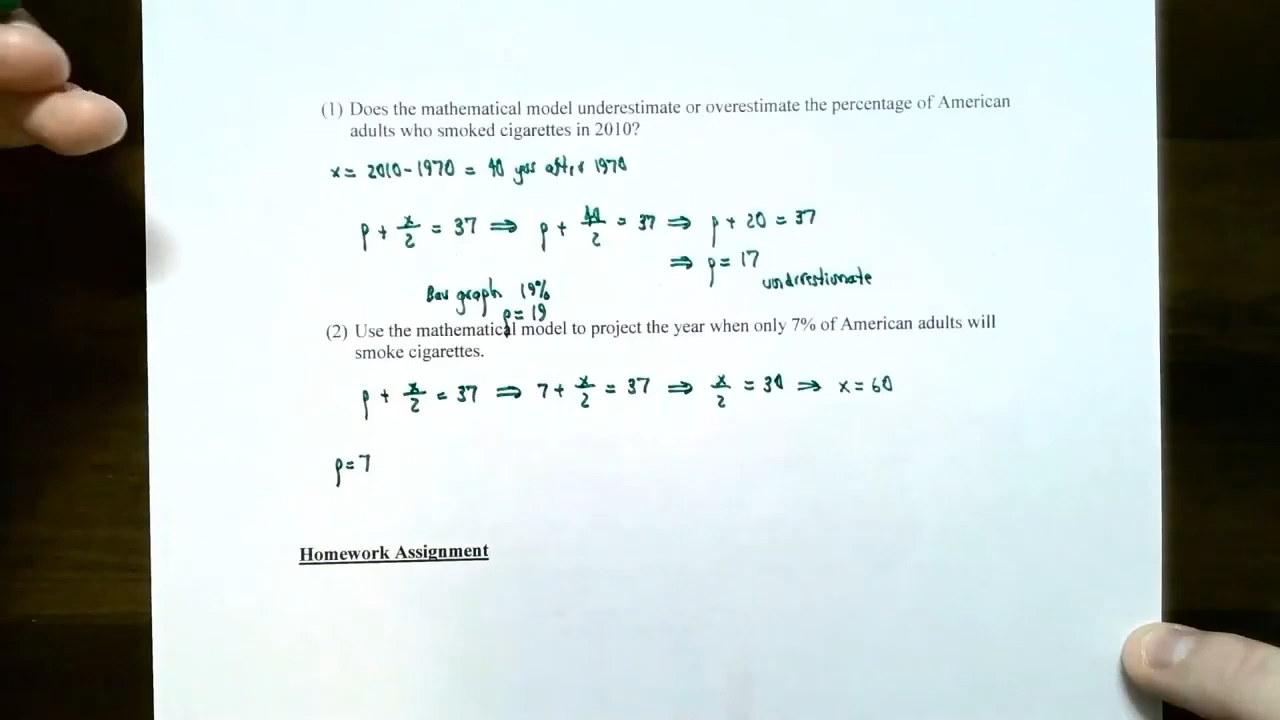 (1) Does the mathematical model underestimate or overestimate the percentage of American
adults who smoked cigarettes in 2010?
x = 2010 - 1970 = 40 yrs after 1970
p + x/2 = 37 ⇒ p + 40/2 = 37 ⇒ p + 20 = 37
⇒ p = 17
underestimate
Bar graph 19%
p = 19
(2) Use the mathematical model to project the year when only 7% of American adults will
smoke cigarettes.
p + x/2 = 37 ⇒ 7 + x/2 = 37 ⇒ x/2 = 30 ⇒ x = 60
p = 7
Homework Assignment